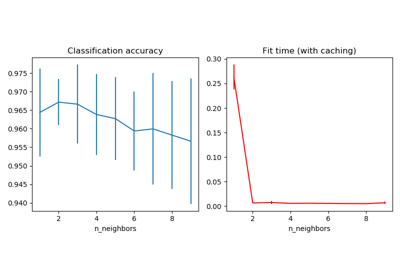 Classification accuracy
0.975
0.970
0.965
0.960
0.955
0.950
0.945
0.940
2 4 6 8
n_neighbors
Fit time (with caching)
0.30
0.25
0.20
0.15
0.10
0.05
0.00
2 4 6 8
n_neighbors